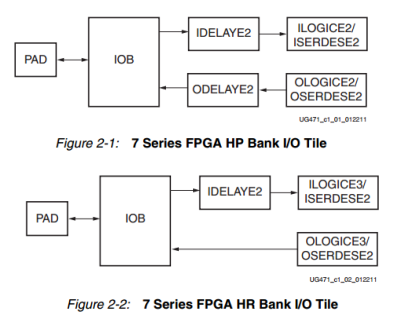 IDELAYE2
ILOGICE2/
ISERDESE2
PAD
IOB
ODELAYE2
OLOGICE2/
OSERDESE2
UG471_c1_01_012211
Figure 2-1: 7 Series FPGA HP Bank I/O Tile
IDELAYE2
ILOGICE3/
ISERDESE2
PAD
IOB
OLOGICE3/
OSERDESE2
UG471_c1_02_012211
Figure 2-2: 7 Series FPGA HR Bank I/O Tile